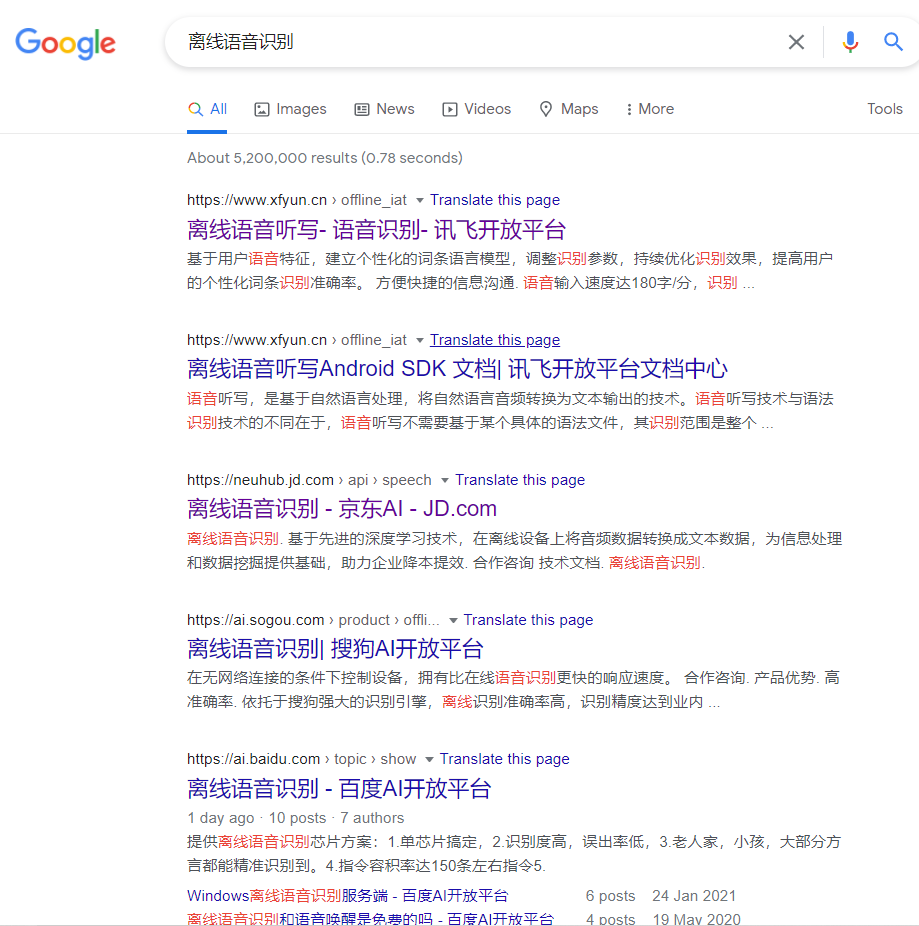 Google
离线语音识别
All Images News Videos Maps More Tools
About 5,200,000 results (0.78 seconds)
https://www.xfyun.cn › offline_iat Translate this page
离线语音听写- 语音识别- 讯飞开放平台
基于用户语音特征，建立个性化的词条语言模型，调整识别参数，持续优化识别效果，提高用户
的个性化词条识别准确率。 方便快捷的信息沟通. 语音输入速度达180字/分，识别 ...
https://www.xfyun.cn › offline_iat Translate this page
离线语音听写Android SDK 文档| 讯飞开放平台文档中心
语音听写，是基于自然语言处理，将自然语言音频转换为文本输出的技术。语音听写技术与语法
识别技术的不同在于，语音听写不需要基于某个具体的语法文件，其识别范围是整个 ...
https://neuhub.jd.com › api › speech Translate this page
离线语音识别 - 京东AI - JD.com
离线语音识别. 基于先进的深度学习技术，在离线设备上将音频数据转换成文本数据，为信息处理
和数据挖掘提供基础，助力企业降本提效. 合作咨询 技术文档. 离线语音识别.
https://ai.sogou.com › product › offli... Translate this page
离线语音识别| 搜狗AI开放平台
在无网络连接的条件下控制设备，拥有比在线语音识别更快的响应速度。 合作咨询. 产品优势. 高
准确率. 依托于搜狗强大的识别引擎，离线识别准确率高，识别精度达到业内 ...
https://ai.baidu.com › topic › show Translate this page
离线语音识别 - 百度AI开放平台
1 day ago · 10 posts · 7 authors
提供离线语音识别芯片方案：1.单芯片搞定，2.识别度高，误出率低，3.老人家，小孩，大部分方
言都能精准识别到。4.指令容积率达150条左右指令5.
Windows离线语音识别服务端 - 百度AI开放平台 6 posts 24 Jan 2021
离线语音识别和语音唤醒是免费的吗 - 百度AI开放平台 4 posts 19 May 2020